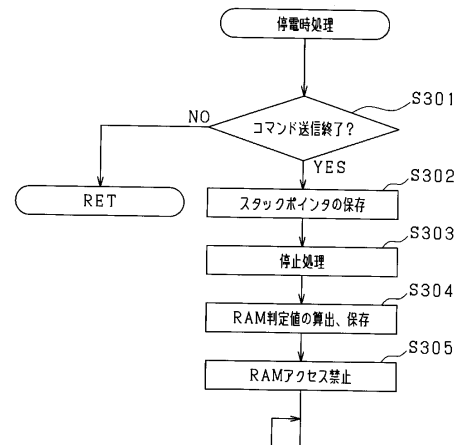 停電時処理
S301
コマンド送信終了?
NO
YES
RET
S302
スタックポインタの保存
S303
停止処理
S304
RAM判定値の算出、保存
S305
RAMアクセス禁止